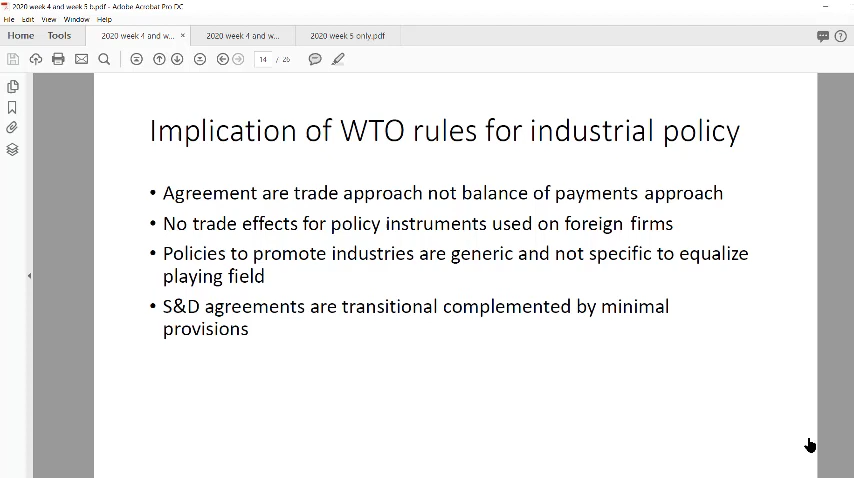 2020 week 4 and week 5 b.pdf - Adobe Acrobat Pro DC
File Edit View Window Help
Home Tools 2020 week 4 and w... × 2020 week 4 and w... 2020 week 5 only.pdf
14 / 26
Implication of WTO rules for industrial policy
• Agreement are trade approach not balance of payments approach
• No trade effects for policy instruments used on foreign firms
• Policies to promote industries are generic and not specific to equalize
playing field
• S&D agreements are transitional complemented by minimal
provisions